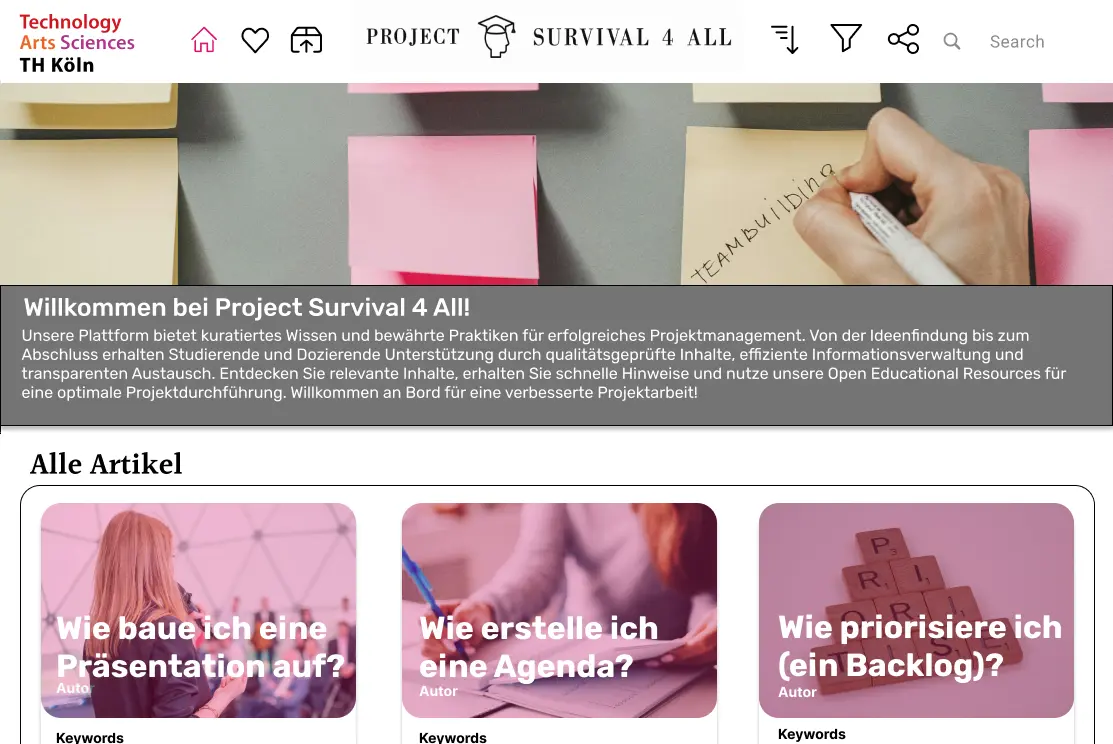 Technology
Arts Sciences
TH Köln
PROJECT SURVIVAL 4 ALL
Search
TEAMBUILDING
Willkommen bei Project Survival 4 All!
Unsere Plattform bietet kuratiertes Wissen und bewährte Praktiken für erfolgreiches Projektmanagement. Von der Ideenfindung bis zum
Abschluss erhalten Studierende und Dozierende Unterstützung durch qualitätsgeprüfte Inhalte, effiziente Informationsverwaltung und
transparenten Austausch. Entdecken Sie relevante Inhalte, erhalten Sie schnelle Hinweise und nutze unsere Open Educational Resources für
eine optimale Projektdurchführung. Willkommen an Bord für eine verbesserte Projektarbeit!
Alle Artikel
Wie baue ich eine
Präsentation auf?
Autor
Keywords
Wie erstelle ich
eine Agenda?
Autor
Keywords
P
R I
Wie priorisiere ich
(ein Backlog)?
Autor
Keywords